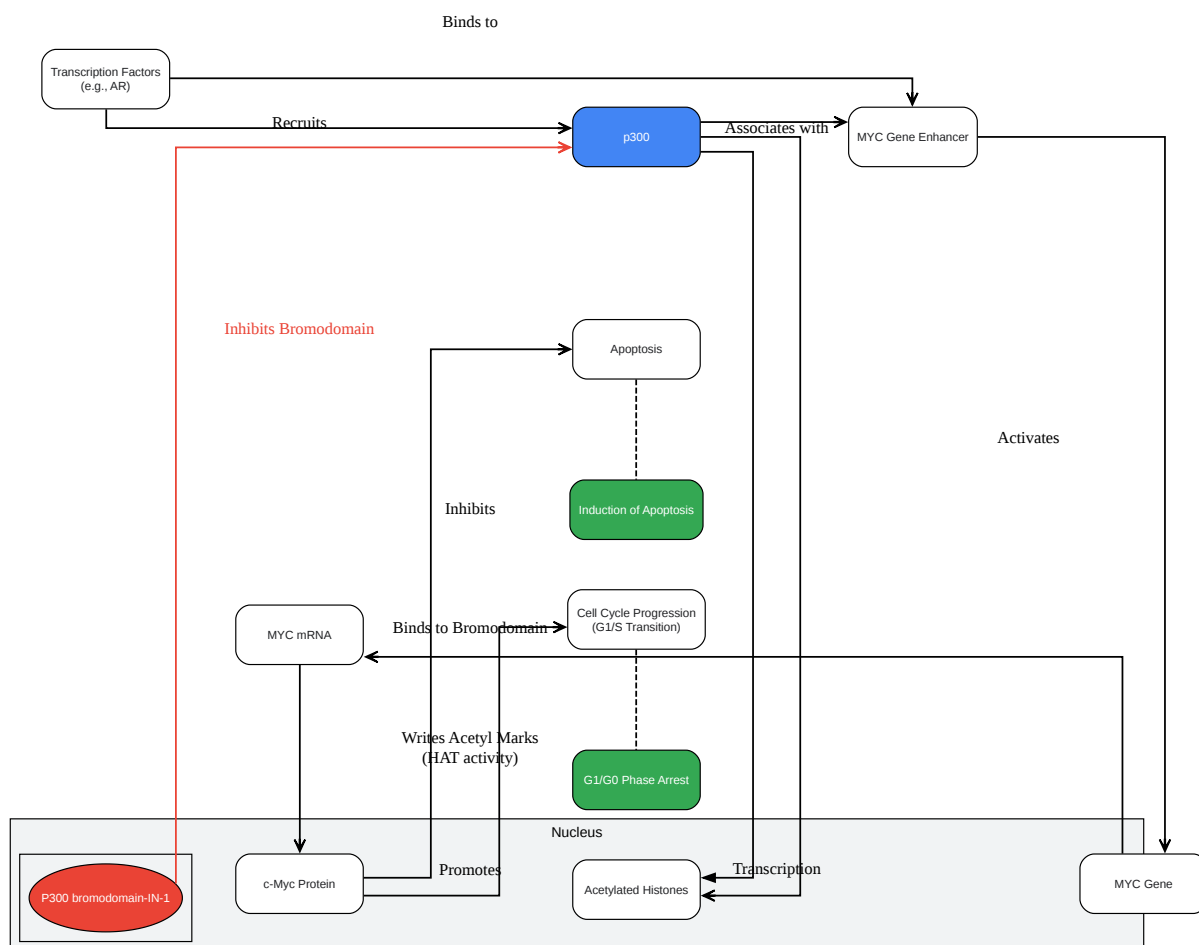 Binds to
Transcription Factors
(e.g., AR)
Recruits
p300
Associates with
MYC Gene Enhancer
Inhibits Bromodomain
Apoptosis
Activates
Inhibits
Induction of Apoptosis
MYC mRNA
Binds to Bromodomain
Cell Cycle Progression
(G1/S Transition)
Writes Acetyl Marks
(HAT activity)
G1/G0 Phase Arrest
Nucleus
P300 bromodomain-IN-1
c-Myc Protein
Promotes
Acetylated Histones
Transcription
MYC Gene